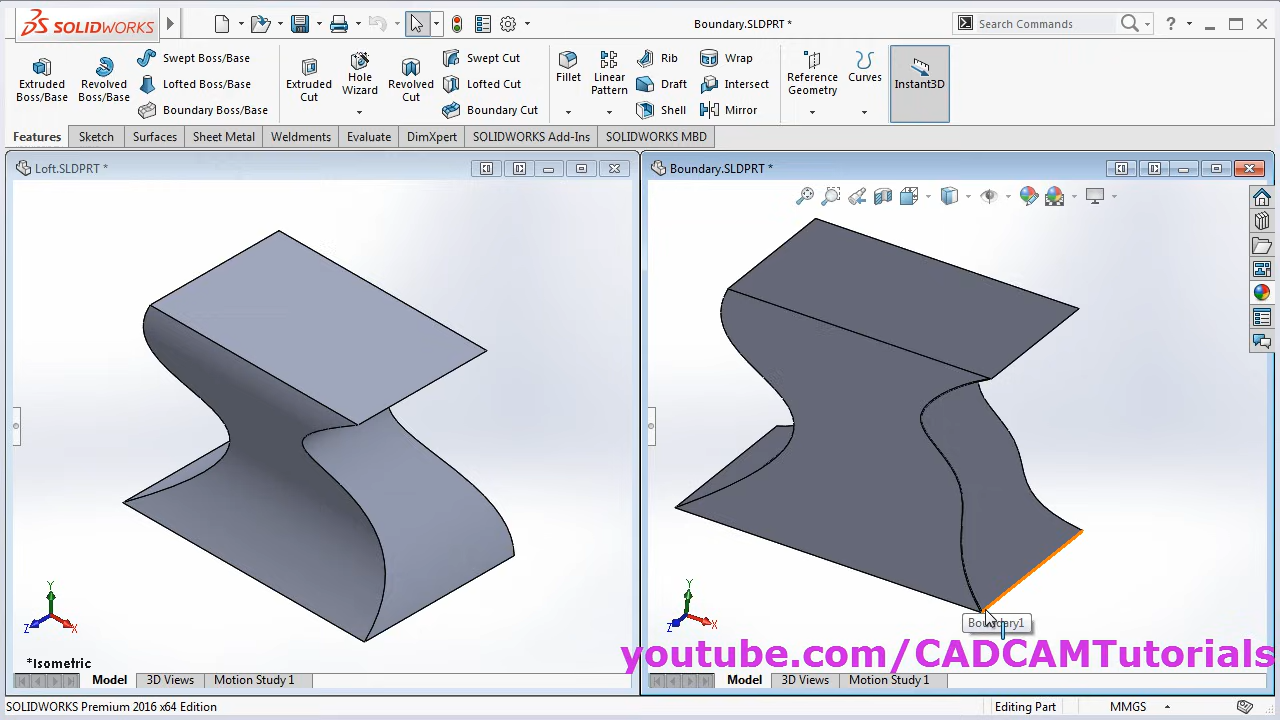 SOLIDWORKS
Boundary.SLDPRT *
Search Commands
Extruded Boss/Base
Revolved Boss/Base
Swept Boss/Base
Lofted Boss/Base
Boundary Boss/Base
Extruded Cut
Hole Wizard
Revolved Cut
Swept Cut
Lofted Cut
Boundary Cut
Fillet
Linear Pattern
Rib
Draft
Shell
Wrap
Intersect
Mirror
Reference Geometry
Curves
Instant3D
Features Sketch Surfaces Sheet Metal Weldments Evaluate DimXpert SOLIDWORKS Add-Ins SOLIDWORKS MBD
Loft.SLDPRT *
Boundary.SLDPRT *
Y
Z
X
*Isometric
Y
Z
X
Boundary1
youtube.com/CADCAMTutorials
Model 3D Views Motion Study 1
Model 3D Views Motion Study 1
SOLIDWORKS Premium 2016 x64 Edition
Editing Part
MMGS